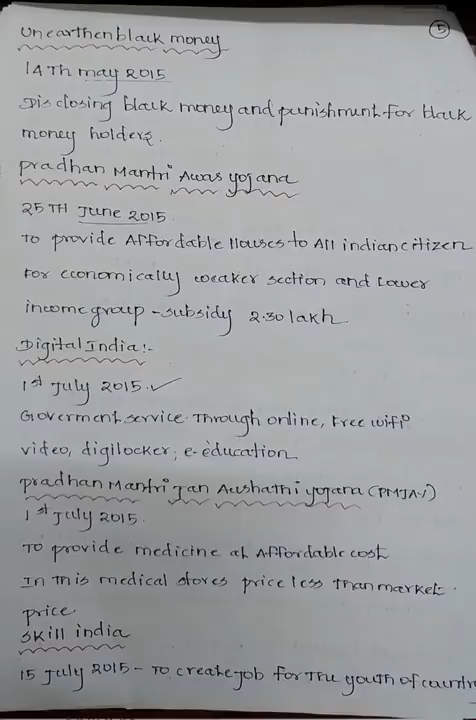 5
Unearthen black money
14Th may 2015
Disclosing black money and punishment for black
money holders.
pradhan Mantri Awas yojana
25TH June 2015.
To provide Affordable Houses to All indian citizen
For economically weaker section and Lower
income group - subsidy 2.30 lakh.
Digital India:-
1st July 2015. ✓
Goverment service Through online, Free wifi
video, digilocker, e-education
pradhan Mantri Jan Aushathi yojana (PMJAY)
1st July 2015.
To provide medicine at Affordable cost
In This medical stores price less Than market
price.
Skill india
15 July 2015 - To create job for The youth of countr